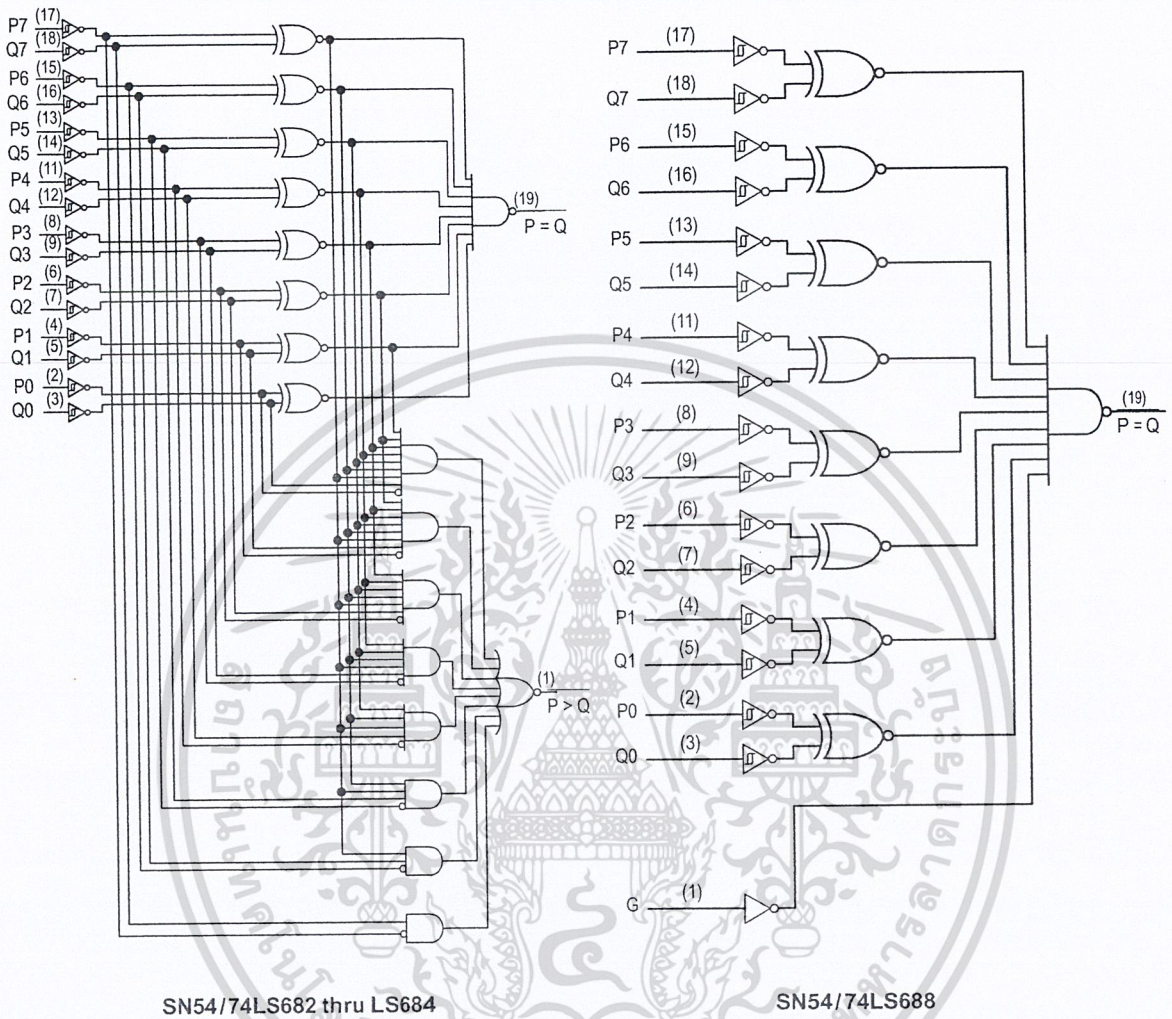 P7 (17)
Q7 (18)
P6 (15)
Q6 (16)
P5 (13)
Q5 (14)
P4 (11)
Q4 (12)
P3 (8)
Q3 (9)
P2 (6)
Q2 (7)
P1 (4)
Q1 (5)
P0 (2)
Q0 (3)
(19)
P = Q
(1)
P > Q
SN54/74LS682 thru LS684
P7 (17)
Q7 (18)
P6 (15)
Q6 (16)
P5 (13)
Q5 (14)
P4 (11)
Q4 (12)
P3 (8)
Q3 (9)
P2 (6)
Q2 (7)
P1 (4)
Q1 (5)
P0 (2)
Q0 (3)
G (1)
(19)
P = Q
SN54/74LS688